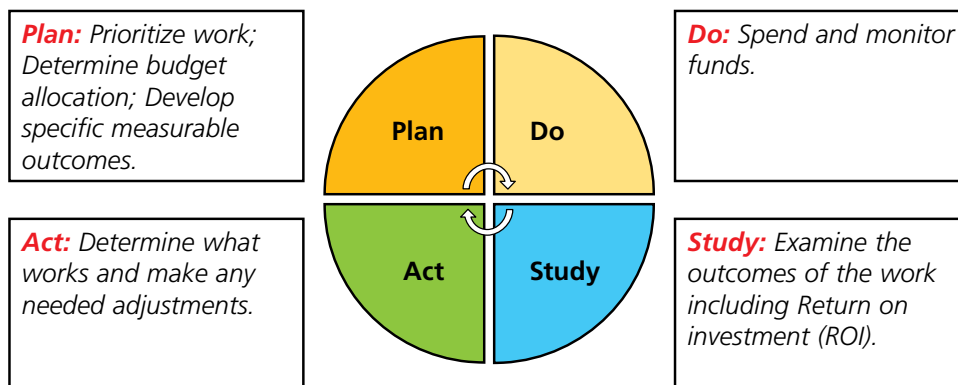 Plan: Prioritize work;
Determine budget
allocation; Develop
specific measurable
outcomes.
Plan
Do
Do: Spend and monitor
funds.
Act: Determine what
works and make any
needed adjustments.
Act
Study
Study: Examine the
outcomes of the work
including Return on
investment (ROI).